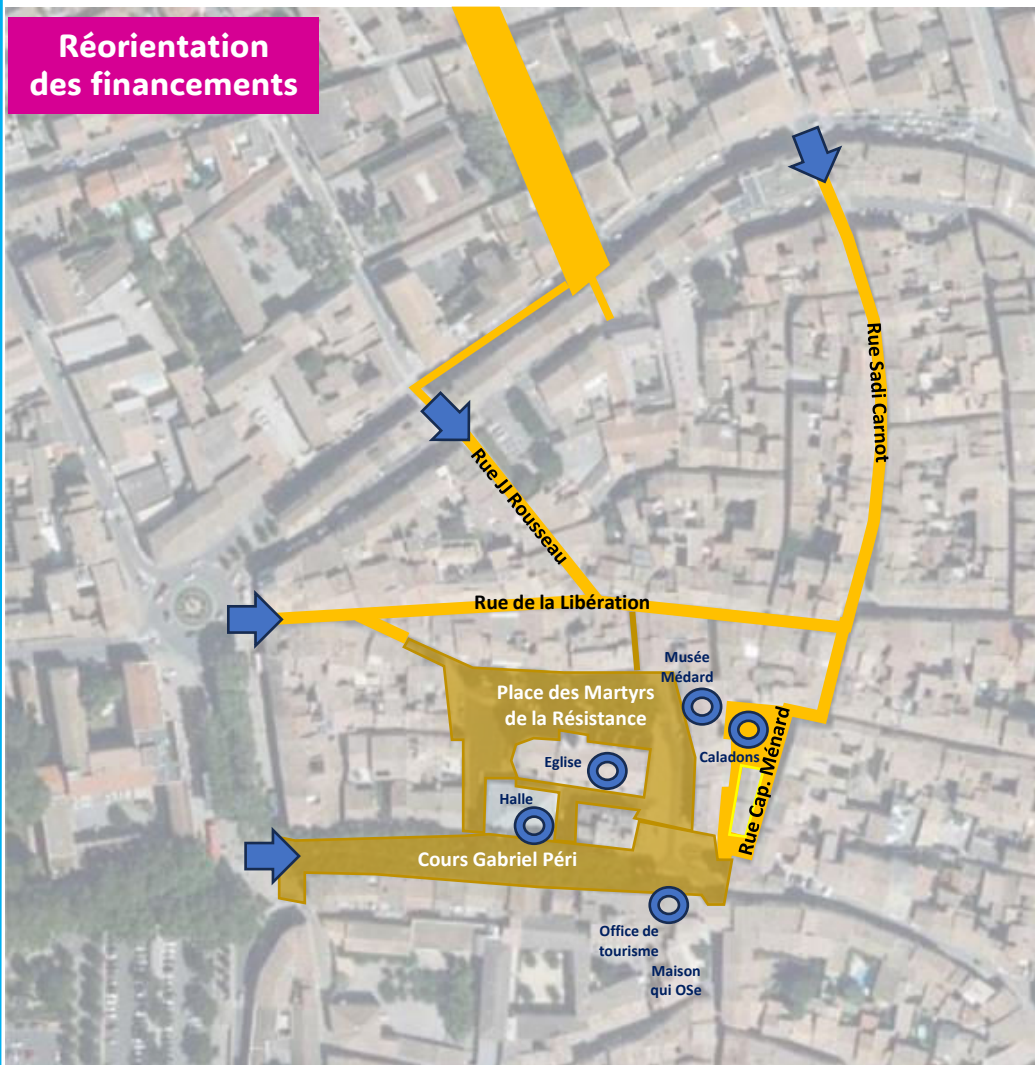 Réorientation
des financements
Rue Sadi Carnot
Rue JJ Rousseau
Rue de la Libération
Musée
Médard
Place des Martyrs
de la Résistance
Caladons
Rue Cap. Ménard
Eglise
Halle
Cours Gabriel Péri
Office de
tourisme
Maison
qui OSe